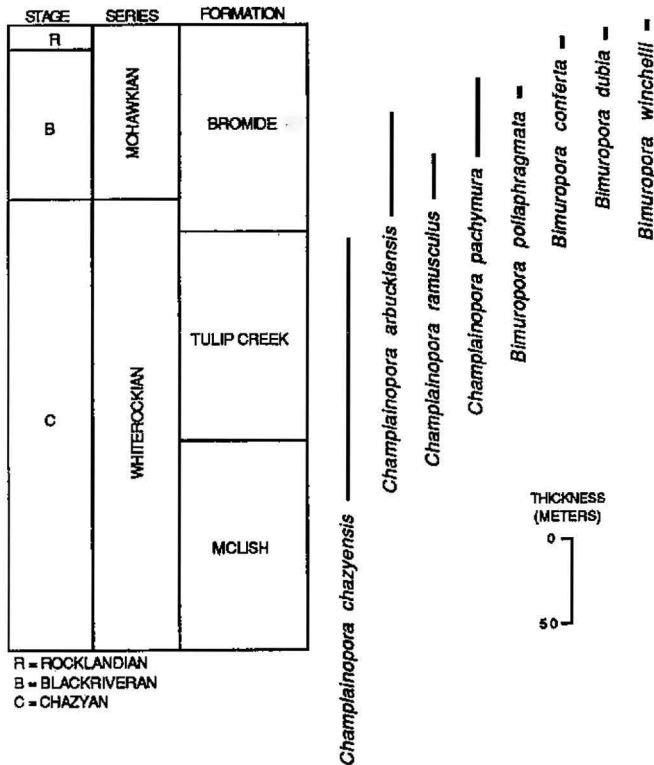 STAGE SERIES FORMATION
R
B
C
MOHAWKIAN
WHITEROCKIAN
BROMIDE
TULIP CREEK
MCLISH
Champlainopora chazyensis
Champlainopora arbucklensis
Champlainopora ramusculus
Champlainopora pachymura
Bimuropora pollaphragmata
Bimuropora conferta
Bimuropora dubia
Bimuropora winchelli
THICKNESS
(METERS)
0
50
R = ROCKLANDIAN
B = BLACKRIVERAN
C = CHAZYAN